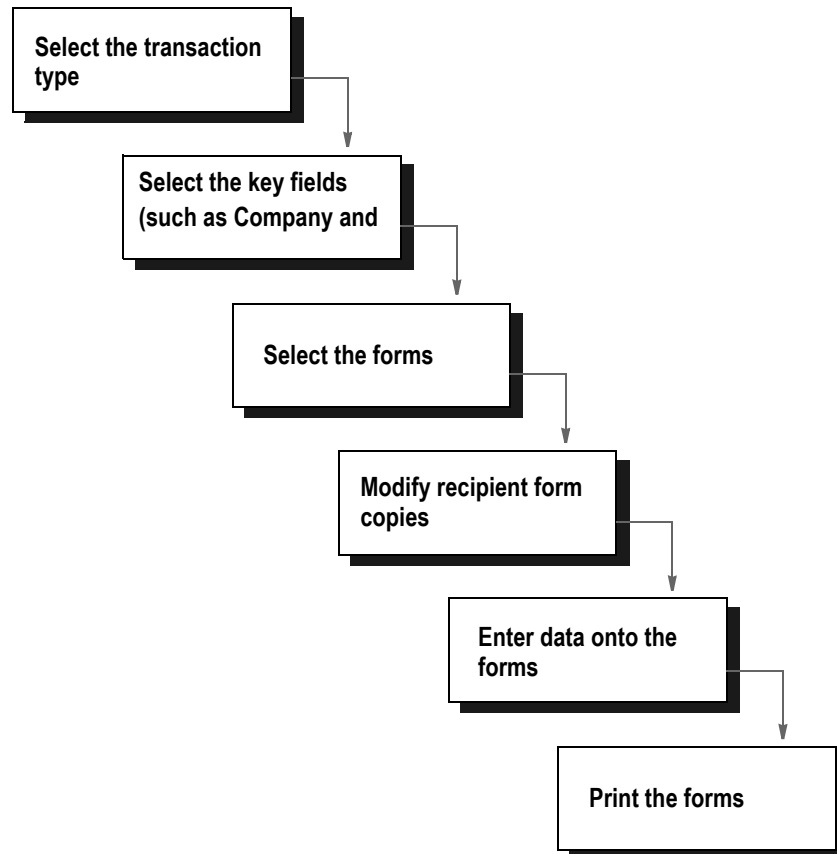 Select the transaction
type
Select the key fields
(such as Company and
Select the forms
Modify recipient form
copies
Enter data onto the
forms
Print the forms